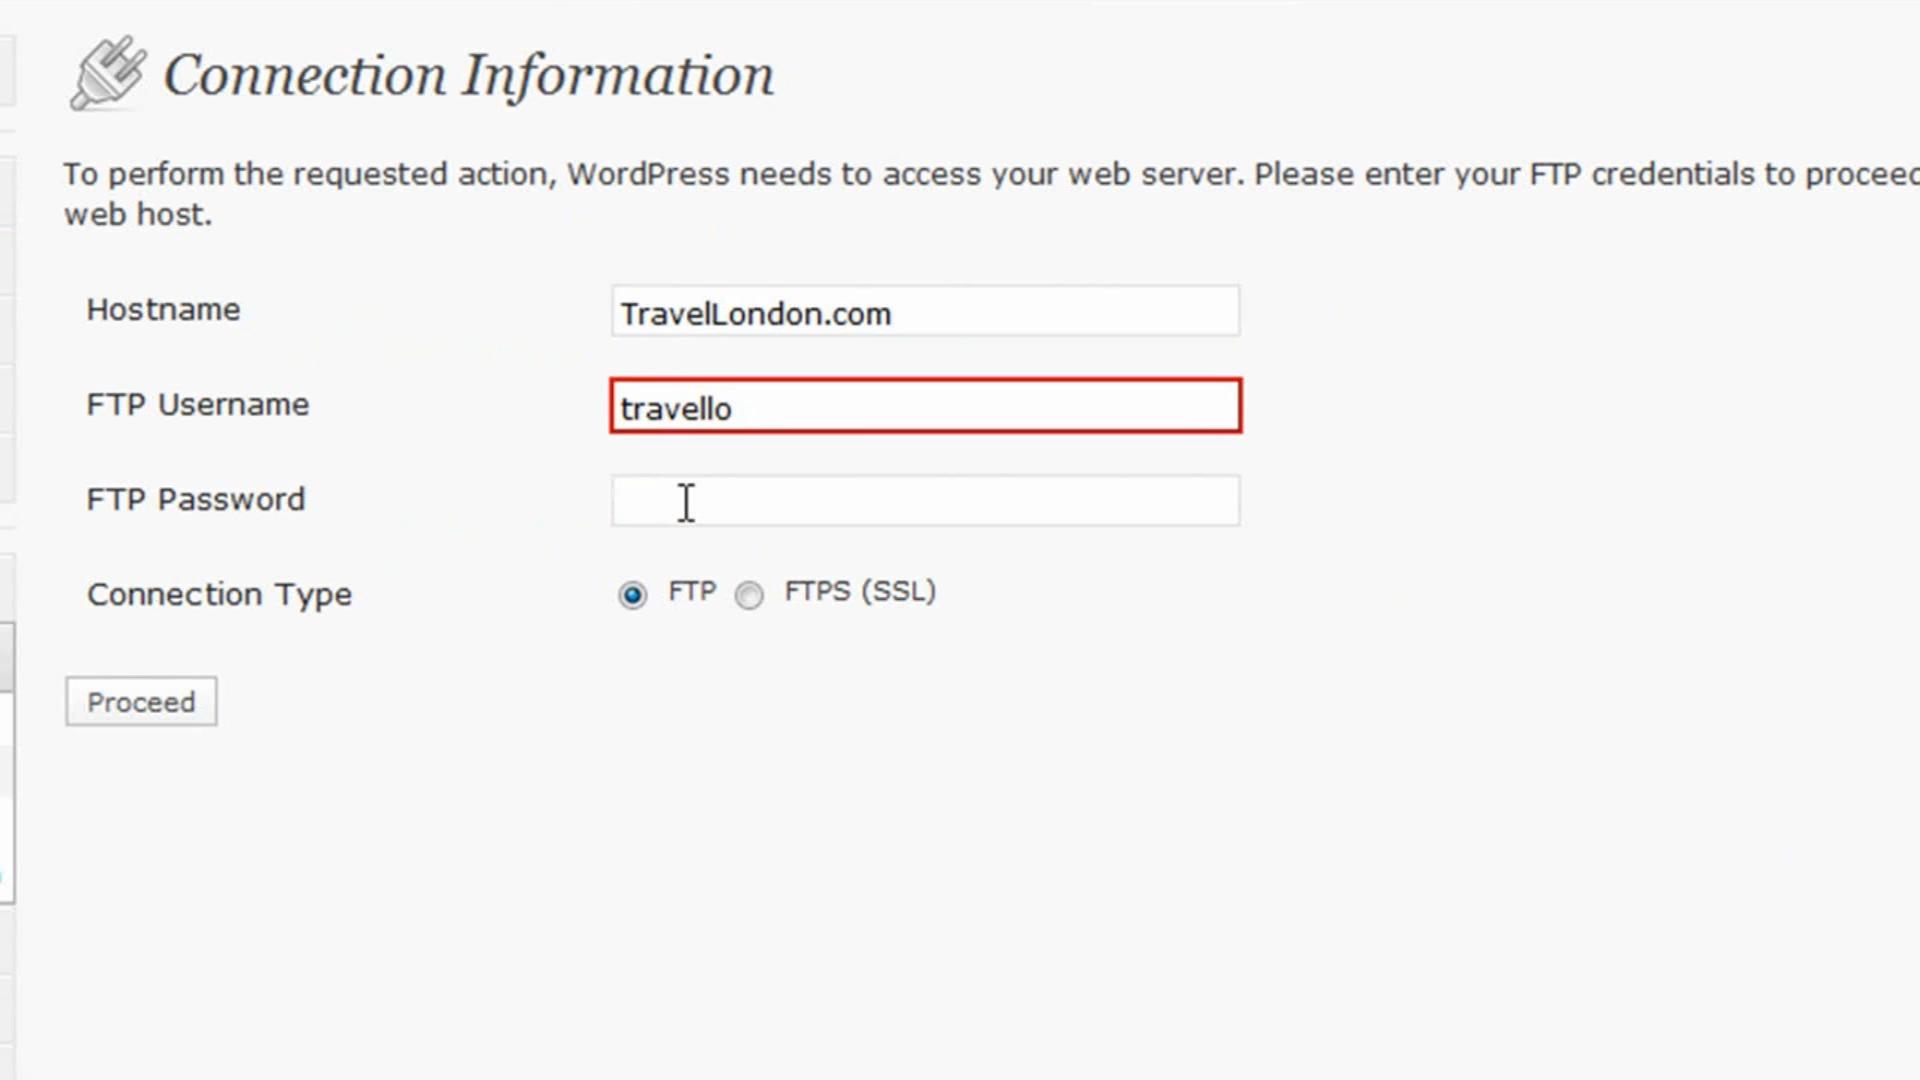 Connection Information
To perform the requested action, WordPress needs to access your web server. Please enter your FTP credentials to proceed
web host.
Hostname
TravelLondon.com
FTP Username
travello
FTP Password
Connection Type
FTP
FTPS (SSL)
Proceed